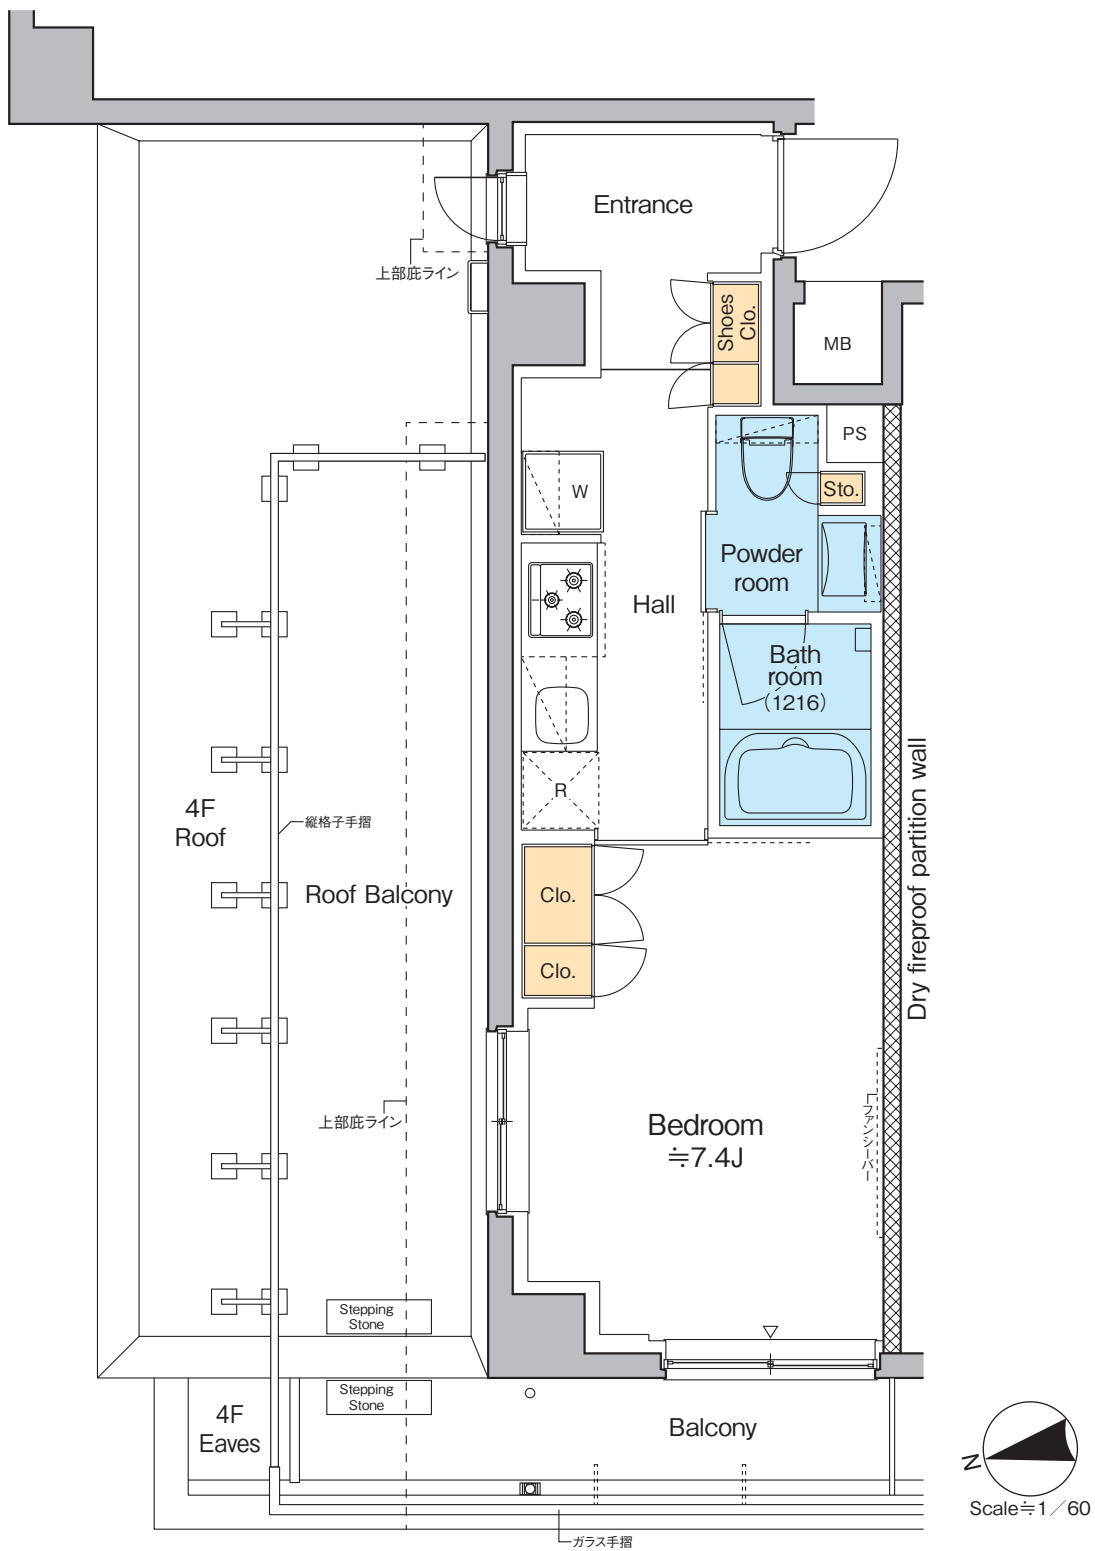 Entrance
上部庇ライン
Shoes
Clo.
MB
PS
W
Sto.
Powder
room
Hall
Bath
room
(1216)
R
4F
Roof
縦格子手摺
Roof Balcony
Clo.
Clo.
Dry fireproof partition wall
上部庇ライン
Bedroom
≒7.4J
ファンシーバー
Stepping
Stone
Stepping
Stone
4F
Eaves
Balcony
N
Scale≒1／60
ガラス手摺